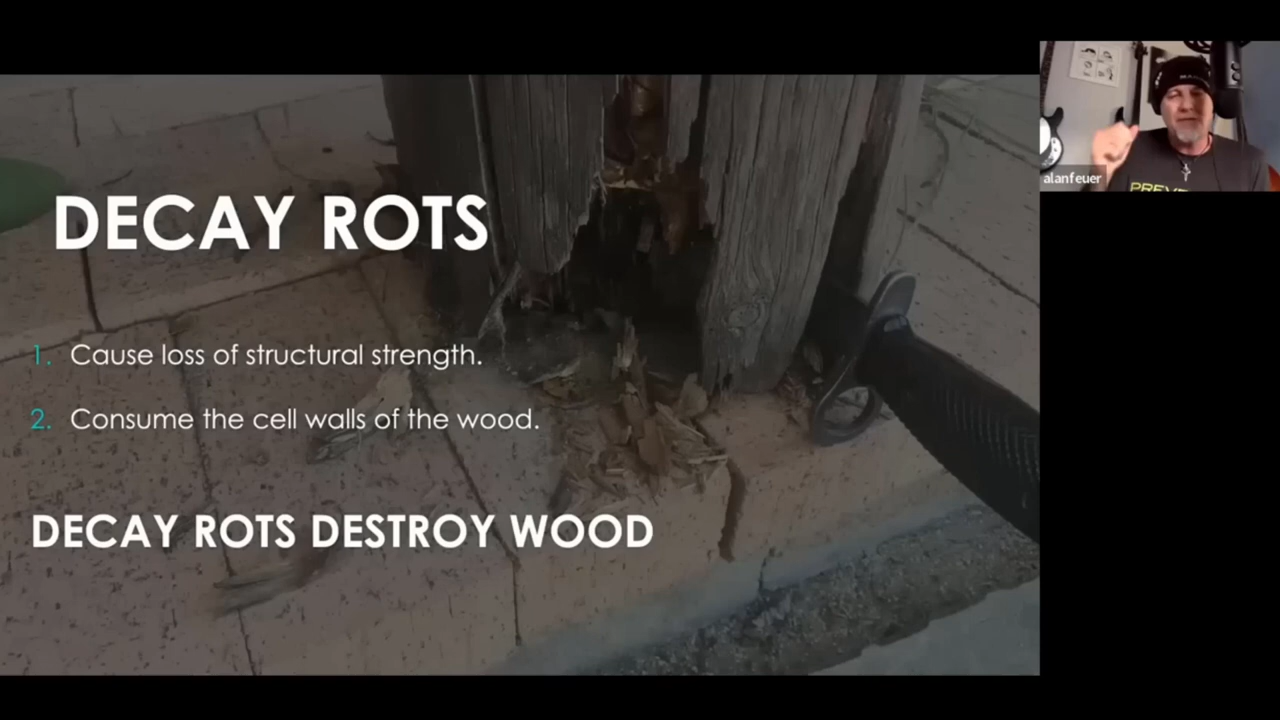 DECAY ROTS
1. Cause loss of structural strength.
2. Consume the cell walls of the wood.
DECAY ROTS DESTROY WOOD
alanfeuer